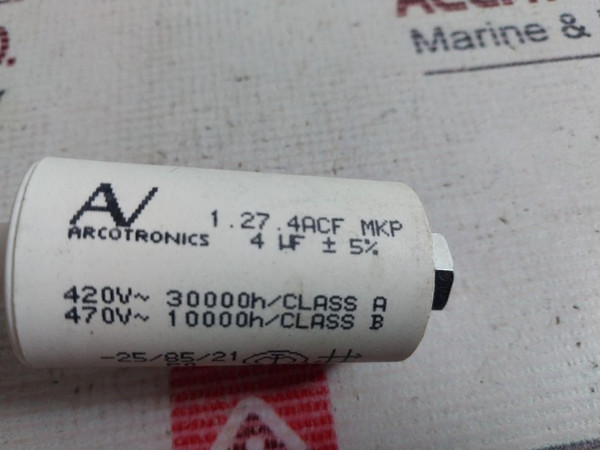 Marine &
AV
ARCOTRONICS
1.27.4ACF MKP
4 µF ± 5%
420V~ 30000h/CLASS A
470V~ 10000h/CLASS B
-25/85/21